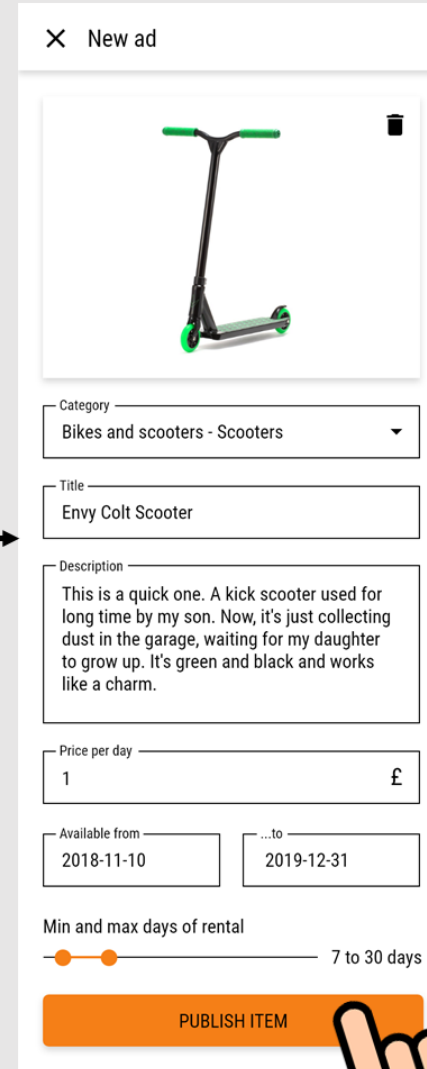 New ad
Category
Bikes and scooters - Scooters
Title
Envy Colt Scooter
Description
This is a quick one. A kick scooter used for
long time by my son. Now, it's just collecting
dust in the garage, waiting for my daughter
to grow up. It's green and black and works
like a charm.
Price per day
1 £
Available from ...to
2018-11-10 2019-12-31
Min and max days of rental
7 to 30 days
PUBLISH ITEM